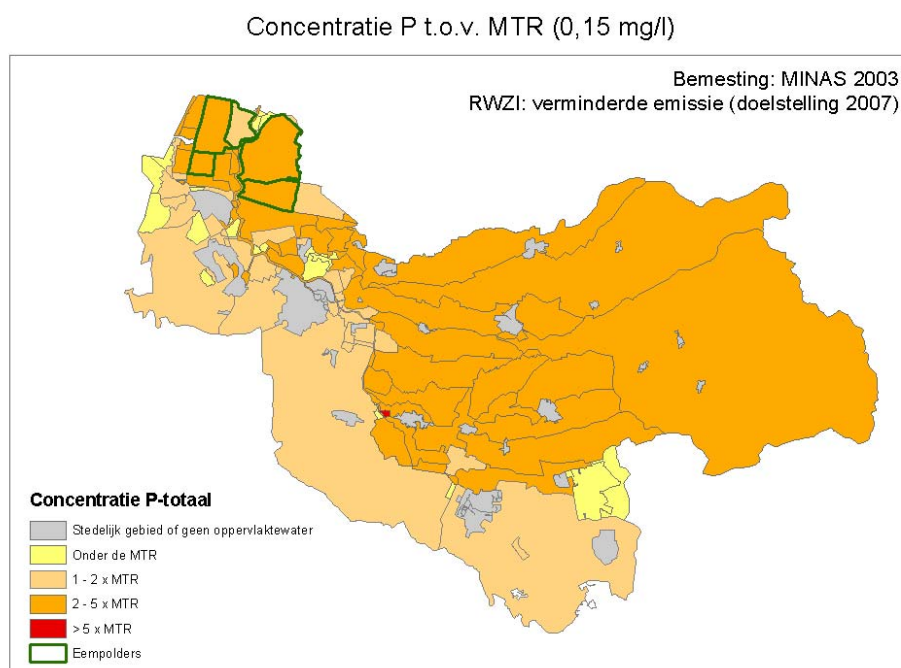 Concentratie P t.o.v. MTR (0,15 mg/l)
Bemesting: MINAS 2003
RWZI: verminderde emissie (doelstelling 2007)
Concentratie P-totaal
Stedelijk gebied of geen oppervlaktewater
Onder de MTR
1 - 2 x MTR
2 - 5 x MTR
>5 x MTR
Eempolders